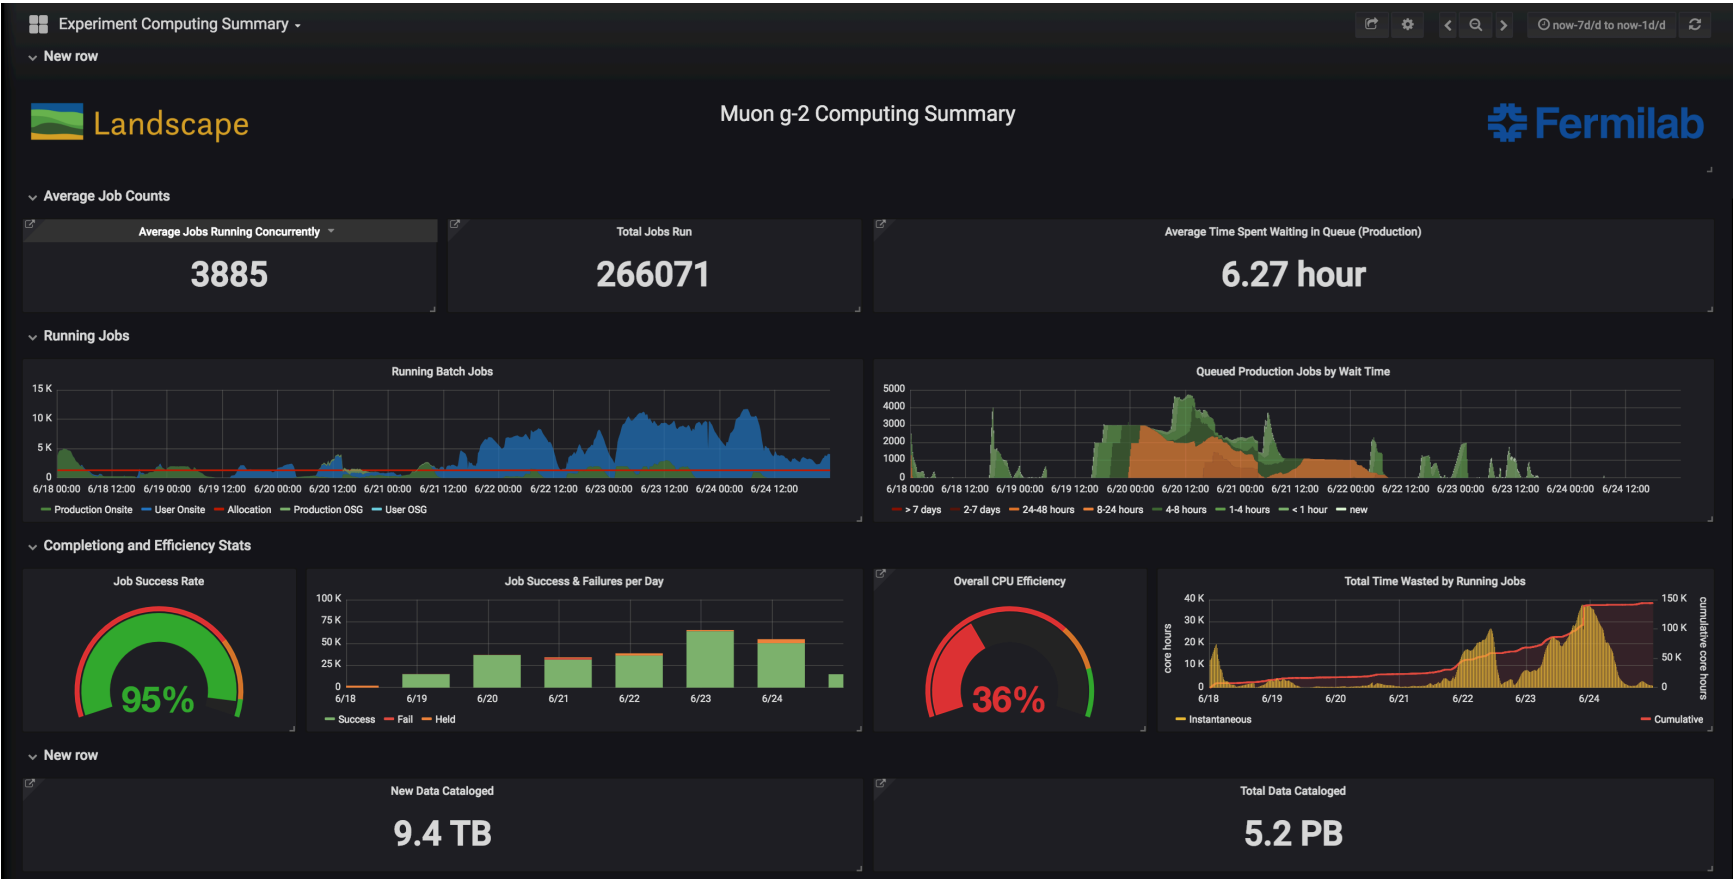 Experiment Computing Summary
now-7d/d to now-1d/d
New row
Landscape
Muon g-2 Computing Summary
Fermilab
Average Job Counts
Average Jobs Running Concurrently
3885
Total Jobs Run
266071
Average Time Spent Waiting in Queue (Production)
6.27 hour
Running Jobs
Running Batch Jobs
15 K
10 K
5 K
0
6/18 00:00 6/18 12:00 6/19 00:00 6/19 12:00 6/20 00:00 6/20 12:00 6/21 00:00 6/21 12:00 6/22 00:00 6/22 12:00 6/23 00:00 6/23 12:00 6/24 00:00 6/24 12:00
Production Onsite User Onsite Allocation Production OSG User OSG
Queued Production Jobs by Wait Time
5000
4000
3000
2000
1000
0
6/18 00:00 6/18 12:00 6/19 00:00 6/19 12:00 6/20 00:00 6/20 12:00 6/21 00:00 6/21 12:00 6/22 00:00 6/22 12:00 6/23 00:00 6/23 12:00 6/24 00:00 6/24 12:00
> 7 days 2-7 days 24-48 hours 8-24 hours 4-8 hours 1-4 hours < 1 hour new
Completiong and Efficiency Stats
Job Success Rate
95%
Job Success & Failures per Day
100 K
75 K
50 K
25 K
0
6/18 6/19 6/20 6/21 6/22 6/23 6/24
Success Fail Held
Overall CPU Efficiency
36%
Total Time Wasted by Running Jobs
core hours
40 K
30 K
20 K
10 K
0
150 K
100 K
50 K
0
cumulative core hours
6/18 6/19 6/20 6/21 6/22 6/23 6/24
Instantaneous
Cumulative
New row
New Data Cataloged
9.4 TB
Total Data Cataloged
5.2 PB